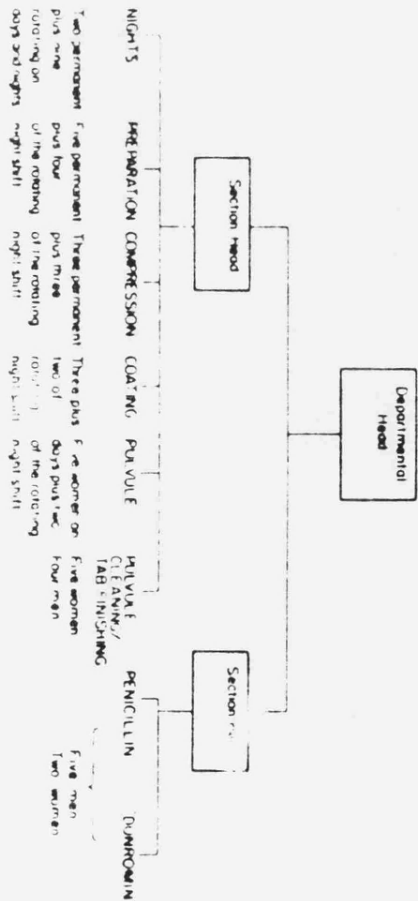 Departmental
Head
Section Head
Section
NIGHTS
PREPARATION
COMPRESSION
COATING
PULVULE
PULVULE
CLEANING/
TAB FINISHING
PENICILLIN
Two permanent
plus nine
rotating on
days and nights
Five permanent
plus four
of the rotating
night shift
Three permanent
plus three
of the rotating
night shift
Three plus
two of
night shift
Five women on
days plus two
of the rotating
night shift
Five women
Four men
Five men
Two women